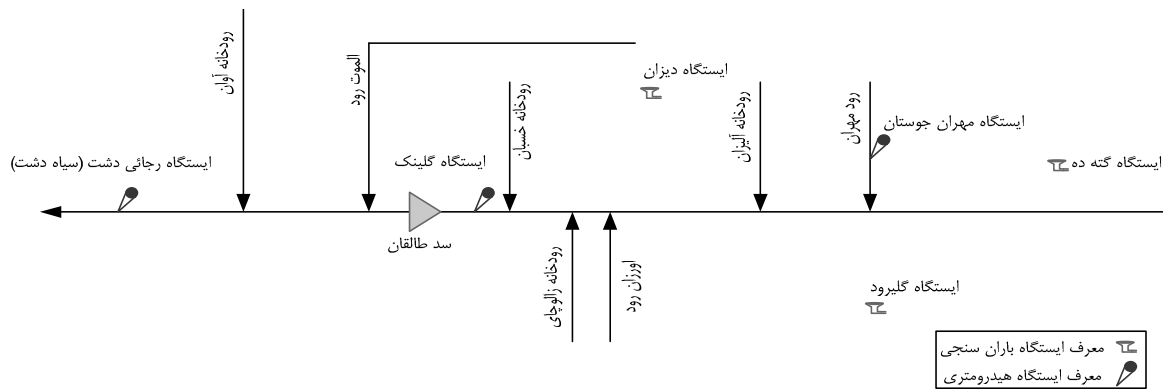 رودخانه آوان
الموت رود
ایستگاه دیزان
رودخانه خسبان
رودخانه آلیزان
رود مهران
ایستگاه مهران جوستان
ایستگاه گته ده
ایستگاه گلینک
ایستگاه رجائی دشت (سیاه دشت)
سد طالقان
رودخانه زالوچای
اورزان رود
ایستگاه گلیرود
معرف ایستگاه باران سنجی
معرف ایستگاه هیدرومتری